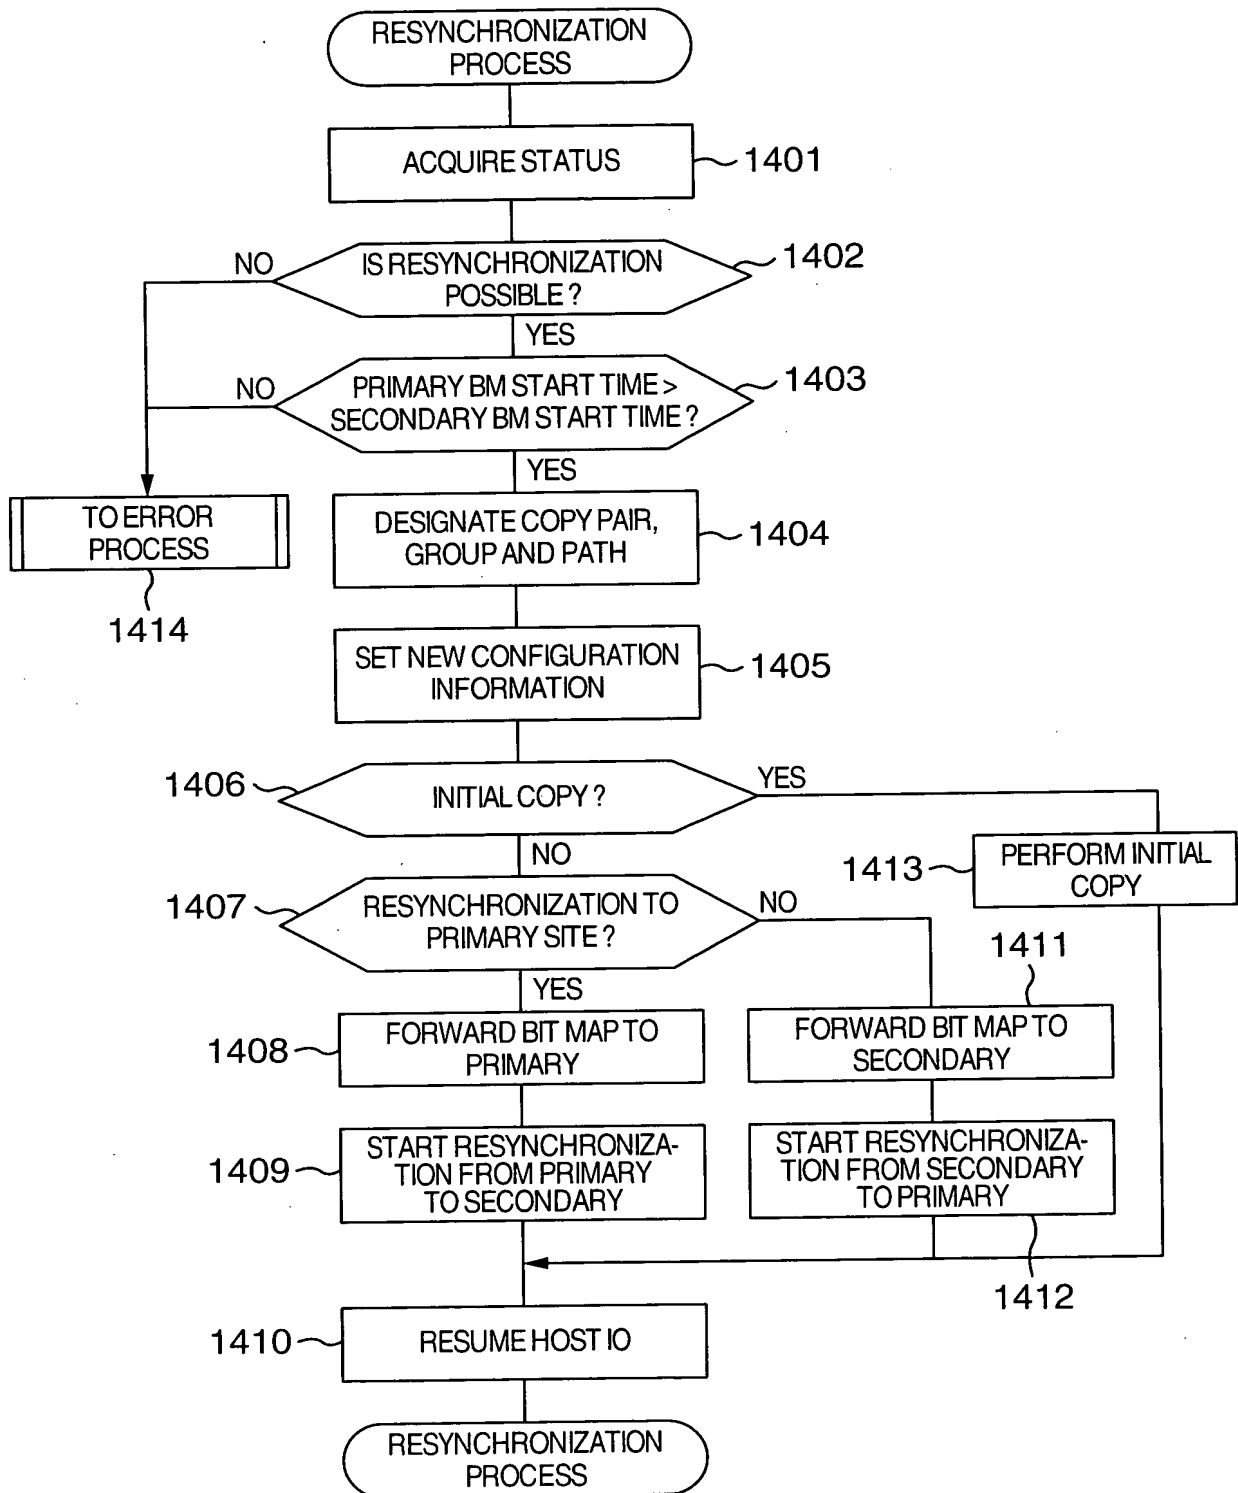 RESYNCHRONIZATION
PROCESS
ACQUIRE STATUS
1401
IS RESYNCHRONIZATION
POSSIBLE?
1402
NO
YES
PRIMARY BM START TIME>
SECONDARY BM START TIME?
1403
NO
YES
TO ERROR
PROCESS
1414
DESIGNATE COPY PAIR,
GROUP AND PATH
1404
SET NEW CONFIGURATION
INFORMATION
1405
1406
INITIAL COPY?
YES
NO
1413
PERFORM INITIAL
COPY
1407
RESYNCHRONIZATION TO
PRIMARY SITE?
NO
YES
1411
1408
FORWARD BIT MAP TO
PRIMARY
FORWARD BIT MAP TO
SECONDARY
1409
START RESYNCHRONIZA-
TION FROM PRIMARY
TO SECONDARY
START RESYNCHRONIZA-
TION FROM SECONDARY
TO PRIMARY
1412
1410
RESUME HOST IO
RESYNCHRONIZATION
PROCESS